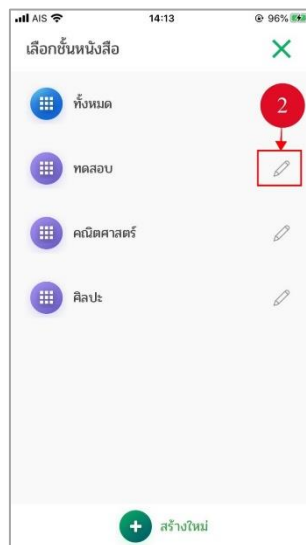 AIS 14:13 96%
เลือกชั้นหนังสือ
ทั้งหมด
2
ทดสอบ
คณิตศาสตร์
ศิลปะ
สร้างใหม่